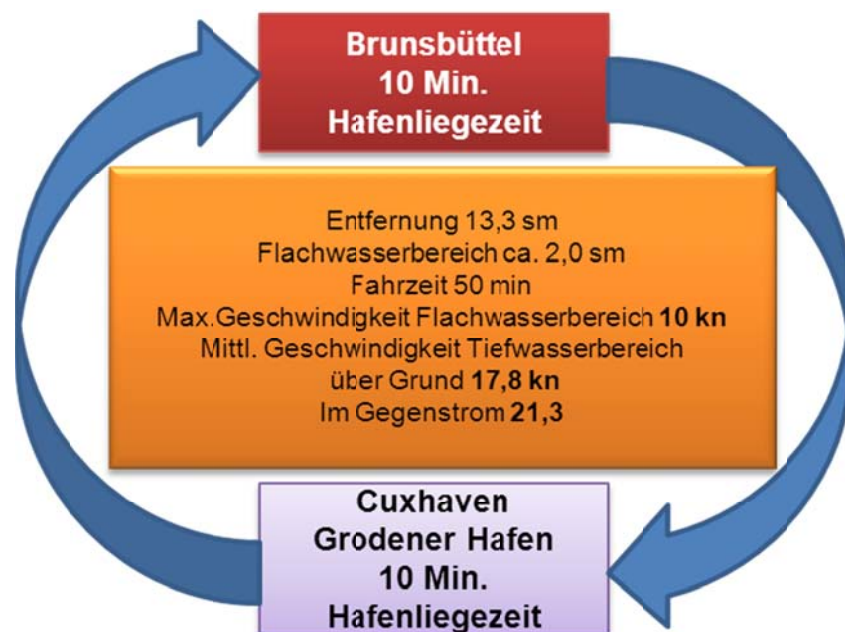 Brunsbüttel
10 Min.
Hafenliegezeit
Entfernung 13,3 sm
Flachwasserbereich ca. 2,0 sm
Fahrzeit 50 min
Max.Geschwindigkeit Flachwasserbereich 10 kn
Mittl. Geschwindigkeit Tiefwasserbereich
über Grund 17,8 kn
Im Gegenstrom 21,3
Cuxhaven
Grodener Hafen
10 Min.
Hafenliegezeit